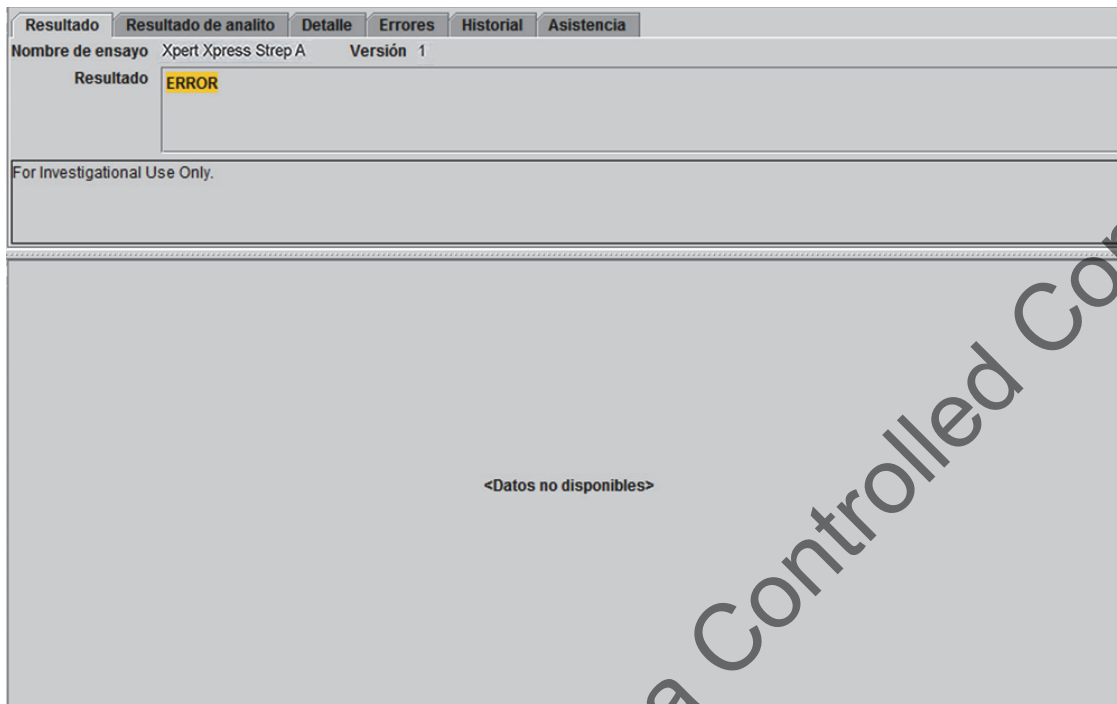 Resultado Resultado de analito Detalle Errores Historial Asistencia
Nombre de ensayo Xpert Xpress Strep A Versión 1
Resultado ERROR
For Investigational Use Only.
<Datos no disponibles>
a Controlled Co